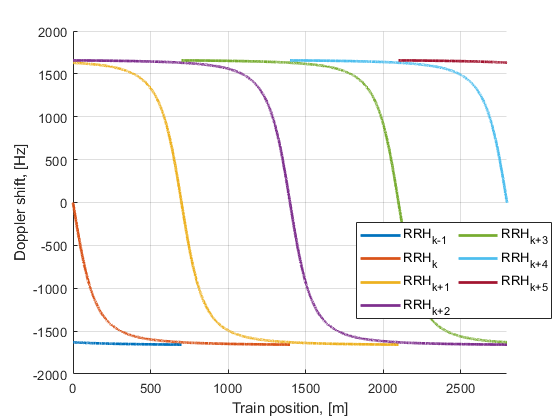 2000
1500
1000
500
0
-500
-1000
-1500
-2000
Doppler shift, [Hz]
RRHk-1 RRHk+3
RRHk RRHk+4
RRHk+1 RRHk+5
RRHk+2
0 500 1000 1500 2000 2500
Train position, [m]